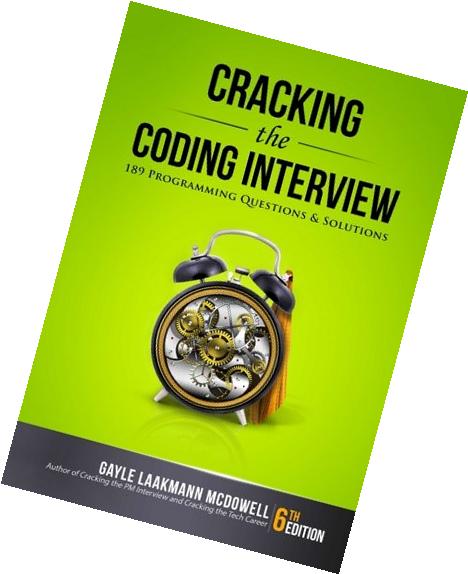 CRACKING
the
CODING INTERVIEW
189 PROGRAMMING QUESTIONS & SOLUTIONS
GAYLE LAAKMANN MCDOWELL
Author of Cracking the PM Interview and Cracking the Tech Career
6TH
EDITION